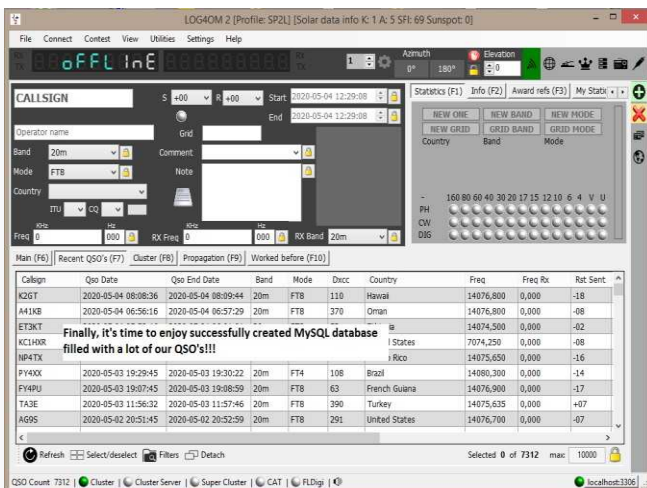 LOG4OM 2 [Profile: SP2L] [Solar data info K: 1 A: 5 SFI: 69 Sunspot: 0]
File Connect Contest View Utilities Settings Help
OFFLINE
1
Azimuth
0° 180°
Elevation
0
CALLSIGN
S +00 R +00 Start 2020-05-04 12:29:08
End 2020-05-04 12:29:08
Operator name
Grid
Band 20m
Comment
Mode FT8
Note
Country
ITU CQ
KHz Hz KHz Hz
Freq 0 000 RX Freq 0 000 RX Band 20m
Statistics (F1) Info (F2) Award refs (F3) My Statio
NEW ONE NEW BAND NEW MODE
NEW GRID GRID BAND GRID MODE
Country Band Mode
- 160 80 60 40 30 20 17 15 12 10 6 4 V U
PH
CW
DIG
Main (F6) Recent QSO's (F7) Cluster (F8) Propagation (F9) Worked before (F10)
Callsign Qso Date Qso End Date Band Mode Dxcc Country Freq Freq Rx Rst Sent
K2GT 2020-05-04 08:08:36 2020-05-04 08:09:44 20m FT8 110 Hawaii 14076,800 0,000 -18
A41KB 2020-05-04 06:56:16 2020-05-04 06:57:29 20m FT8 370 Oman 14076,800 0,000 -08
ET3KT 14074,500 0,000 -02
Finally, it's time to enjoy successfully created MySQL database
filled with a lot of our QSO's!!!
KC1HXR States 7074,250 0,000 -08
NP4TX Rico 14075,650 0,000 -16
PY4XX 2020-05-03 19:29:45 2020-05-03 19:30:22 20m FT4 108 Brazil 14080,300 0,000 -14
FY4PU 2020-05-03 19:07:45 2020-05-03 19:08:59 20m FT8 63 French Guiana 14076,900 0,000 -17
TA3E 2020-05-03 11:56:32 2020-05-03 11:57:46 20m FT8 390 Turkey 14075,635 0,000 +07
AG9S 2020-05-02 20:51:45 2020-05-02 20:52:59 20m FT8 291 United States 14076,700 0,000 -07
Refresh Select/deselect Filters Detach Selected 0 of 7312 max: 10000
QSO Count 7312 | Cluster | Cluster Server | Super Cluster | CAT | FLDigi | localhost:3306